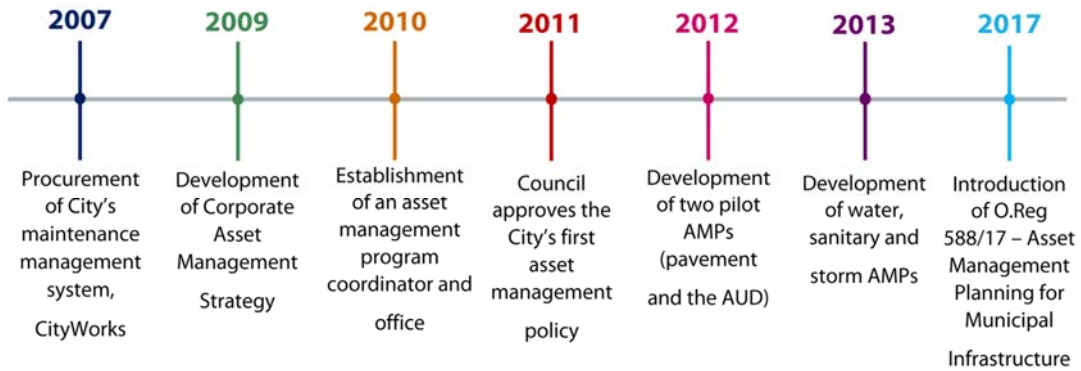 2007
Procurement
of City's
maintenance
management
system,
CityWorks
2009
Development
of Corporate
Asset
Management
Strategy
2010
Establishment
of an asset
management
program
coordinator and
office
2011
Council
approves the
City's first
asset
management
policy
2012
Development
of two pilot
AMPs
(pavement
and the AUD)
2013
Development
of water,
sanitary and
storm AMPs
2017
Introduction
of O.Reg
588/17 – Asset
Management
Planning for
Municipal
Infrastructure